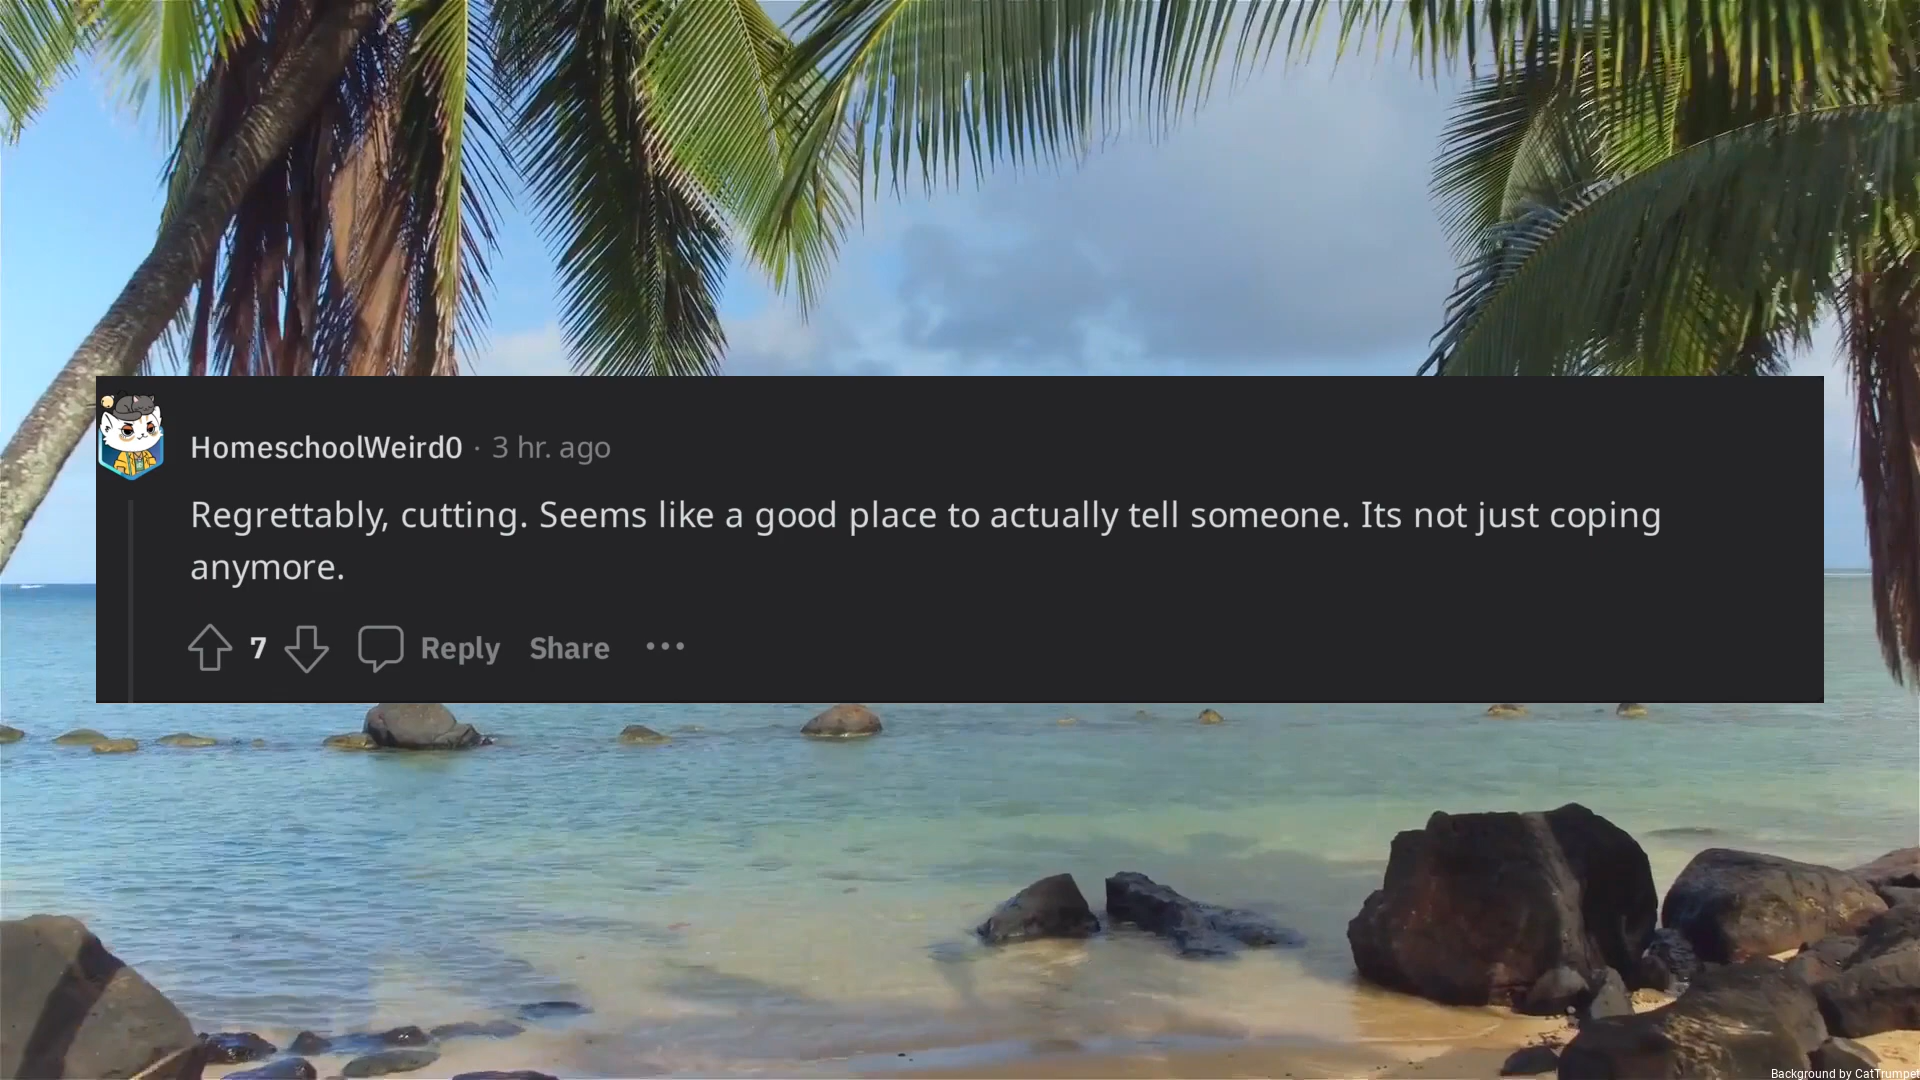 HomeschoolWeird0 · 3 hr. ago
Regrettably, cutting. Seems like a good place to actually tell someone. Its not just coping
anymore.
7 Reply Share ...
Background by CatTrumpet